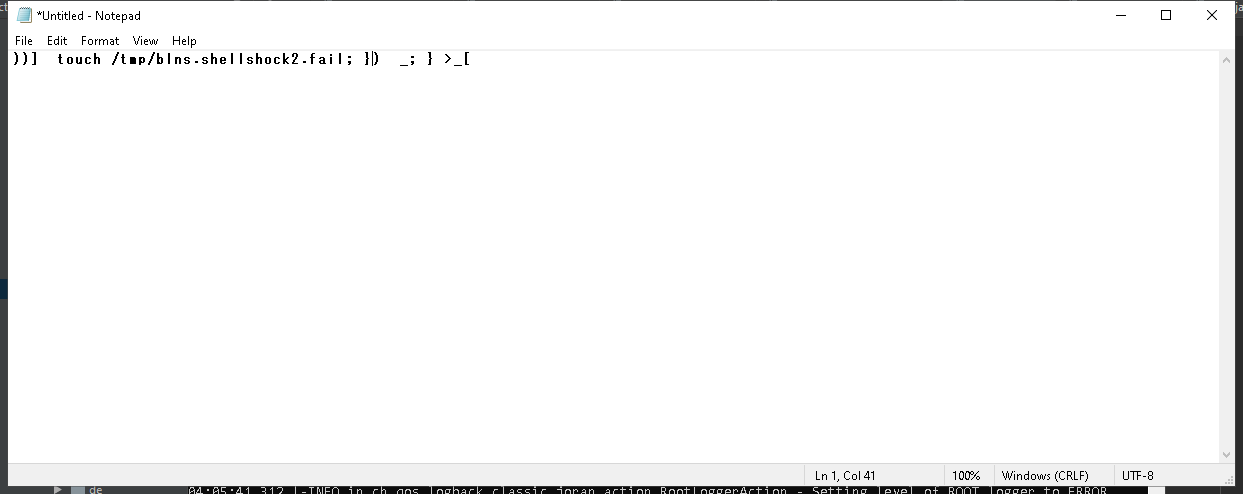 *Untitled - Notepad
File Edit Format View Help
))]  touch /tmp/blns.shellshock2.fail; })  _; } >_[
Ln 1, Col 41 100% Windows (CRLF) UTF-8
de 04:05:41,312 |-INFO in ch.qos.logback.classic.joran.action.RootLoggerAction - Setting level of ROOT logger to ERROR